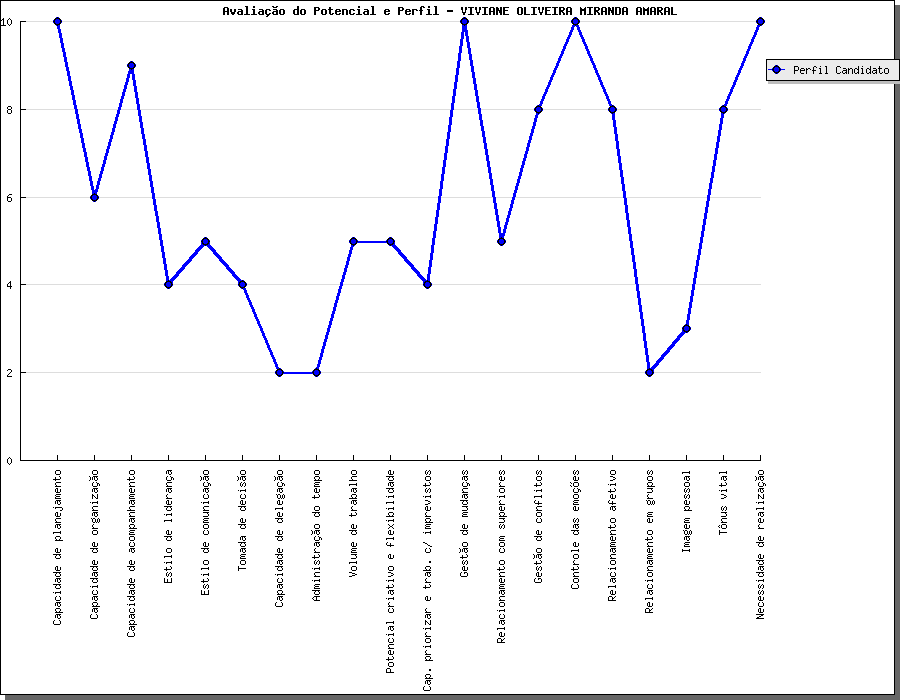 Avaliação do Potencial e Perfil - VIVIANE OLIVEIRA MIRANDA AMARAL
10
8
6
4
2
0
Perfil Candidato
Capacidade de planejamento
Capacidade de organização
Capacidade de acompanhamento
Estilo de liderança
Estilo de comunicação
Tomada de decisão
Capacidade de delegação
Administração do tempo
Volume de trabalho
Potencial criativo e flexibilidade
Cap. priorizar e trab. c/ imprevistos
Gestão de mudanças
Relacionamento com superiores
Gestão de conflitos
Controle das emoções
Relacionamento afetivo
Relacionamento em grupos
Imagem pessoal
Tônus vital
Necessidade de realização